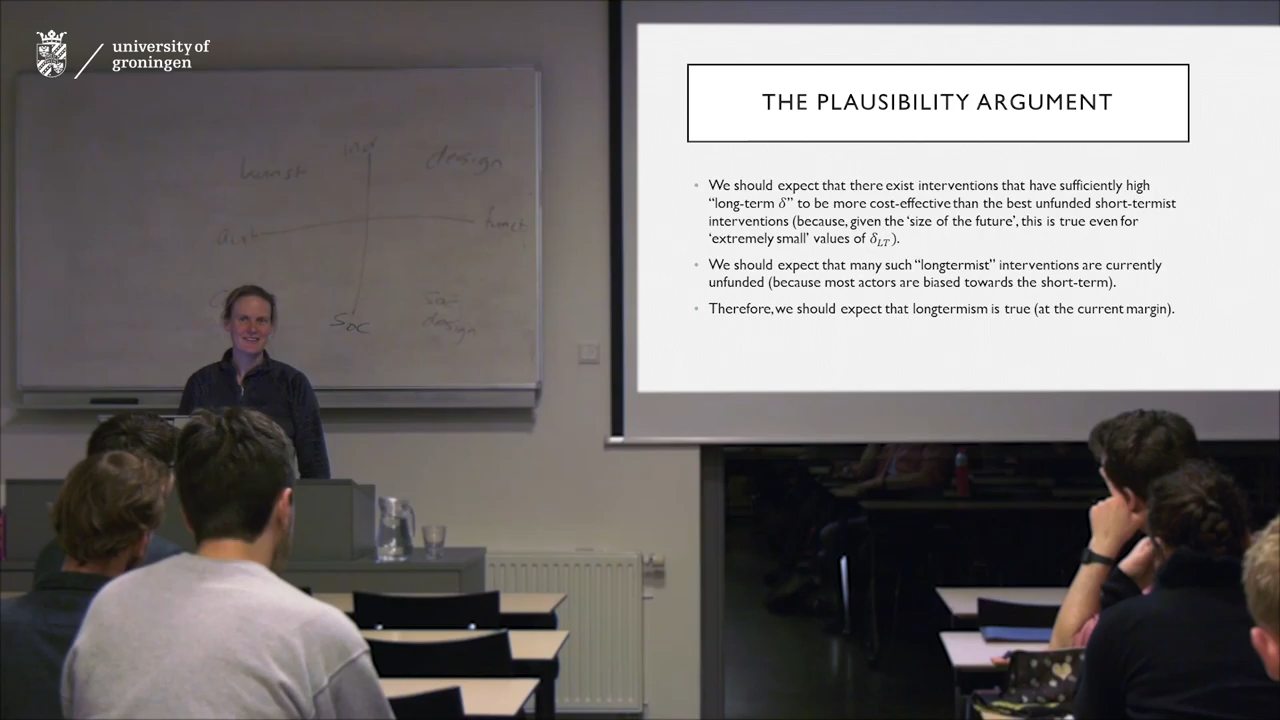 university of
groningen
THE PLAUSIBILITY ARGUMENT
• We should expect that there exist interventions that have sufficiently high
“long-term δ” to be more cost-effective than the best unfunded short-termist
interventions (because, given the ‘size of the future’, this is true even for
‘extremely small’ values of δ_LT).
• We should expect that many such “longtermist” interventions are currently
unfunded (because most actors are biased towards the short-term).
• Therefore, we should expect that longtermism is true (at the current margin).
kunst
design
aut
funct
Soc
design